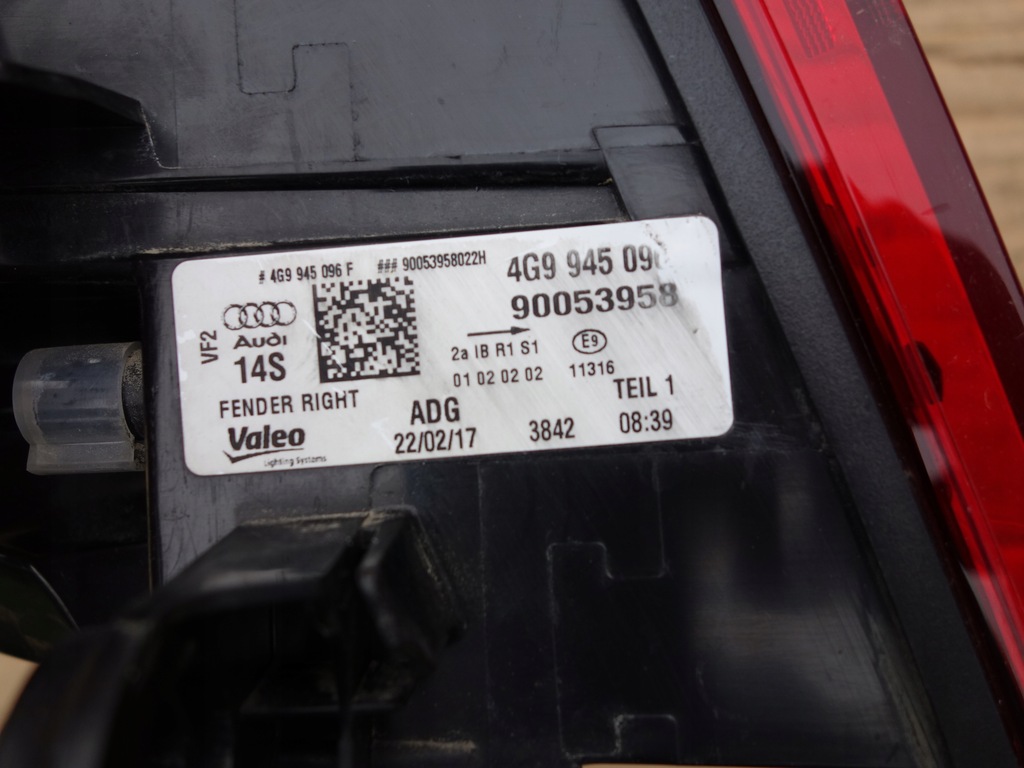 # 4G9 945 096 F ### 90053958022H
4G9 945 09
90053958
VF2
Audi
14S
2a IB R1 S1
E9
01 02 02 02
11316
FENDER RIGHT
ADG
TEIL 1
Valeo
Lighting Systems
22/02/17
3842
08:39